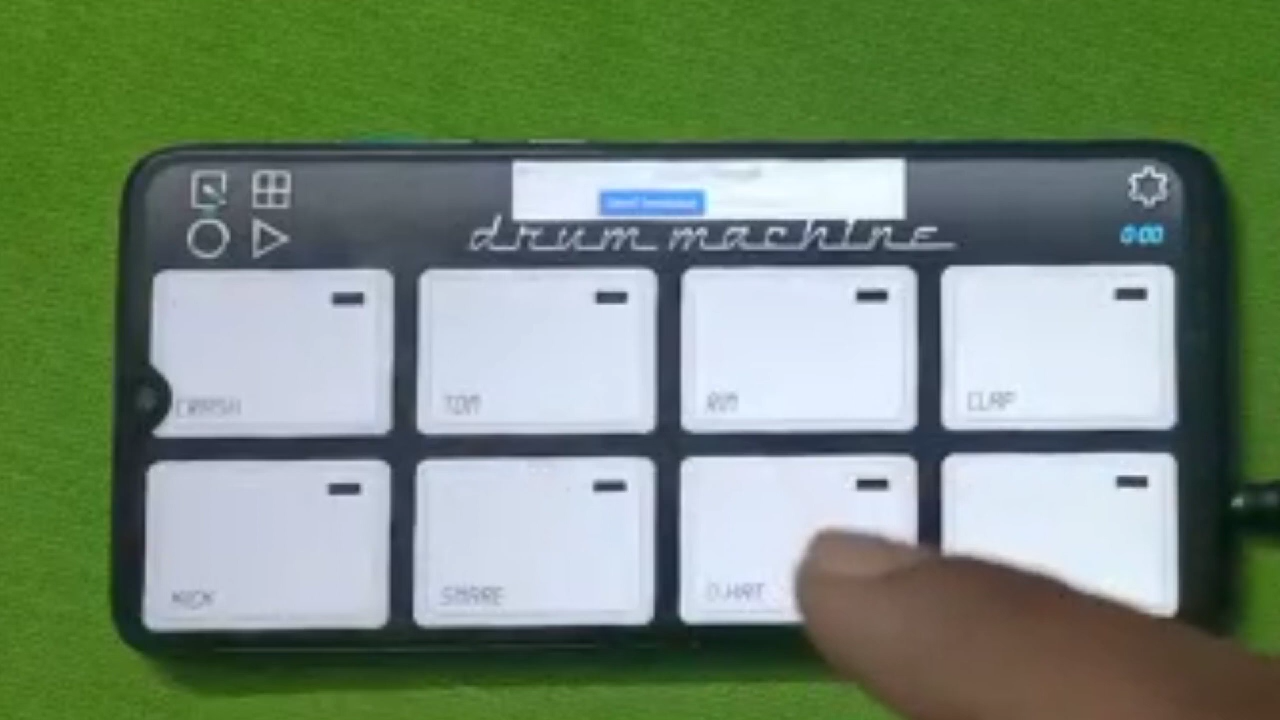 drum machine
0:00
CRASH
TOM
RIM
CLAP
KICK
SNARE
O.HAT